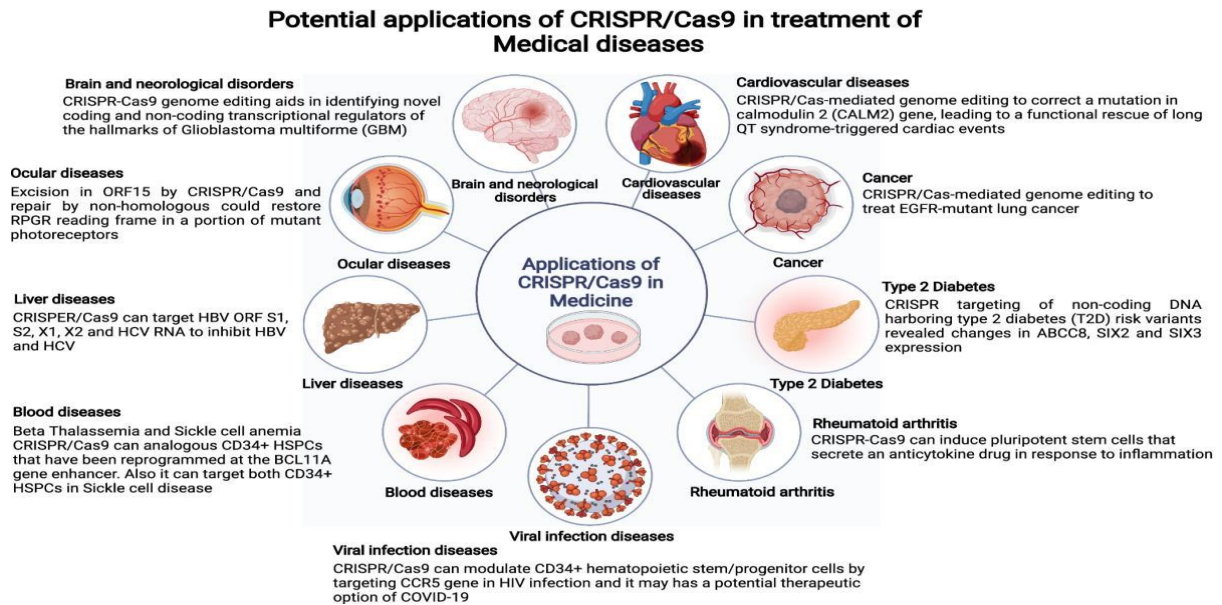 Potential applications of CRISPR/Cas9 in treatment of
Medical diseases
Brain and neorological disorders
CRISPR-Cas9 genome editing aids in identifying novel
coding and non-coding transcriptional regulators of
the hallmarks of Glioblastoma multiforme (GBM)
Cardiovascular diseases
CRISPR/Cas-mediated genome editing to correct a mutation in
calmodulin 2 (CALM2) gene, leading to a functional rescue of long
QT syndrome-triggered cardiac events
Brain and neorological
disorders
Cardiovascular
diseases
Ocular diseases
Excision in ORF15 by CRISPR/Cas9 and
repair by non-homologous could restore
RPGR reading frame in a portion of mutant
photoreceptors
Ocular diseases
Cancer
CRISPR/Cas-mediated genome editing to
treat EGFR-mutant lung cancer
Cancer
Applications of
CRISPR/Cas9 in
Medicine
Liver diseases
CRISPER/Cas9 can target HBV ORF S1,
S2, X1, X2 and HCV RNA to inhibit HBV
and HCV
Liver diseases
Type 2 Diabetes
CRISPR targeting of non-coding DNA
harboring type 2 diabetes (T2D) risk variants
revealed changes in ABCC8, SIX2 and SIX3
expression
Type 2 Diabetes
Blood diseases
Beta Thalassemia and Sickle cell anemia
CRISPR/Cas9 can analogous CD34+ HSPCs
that have been reprogrammed at the BCL11A
gene enhancer. Also it can target both CD34+
HSPCs in Sickle cell disease
Blood diseases
Rheumatoid arthritis
CRISPR-Cas9 can induce pluripotent stem cells that
secrete an anticytokine drug in response to inflammation
Rheumatoid arthritis
Viral infection diseases
Viral infection diseases
CRISPR/Cas9 can modulate CD34+ hematopoietic stem/progenitor cells by
targeting CCR5 gene in HIV infection and it may has a potential therapeutic
option of COVID-19